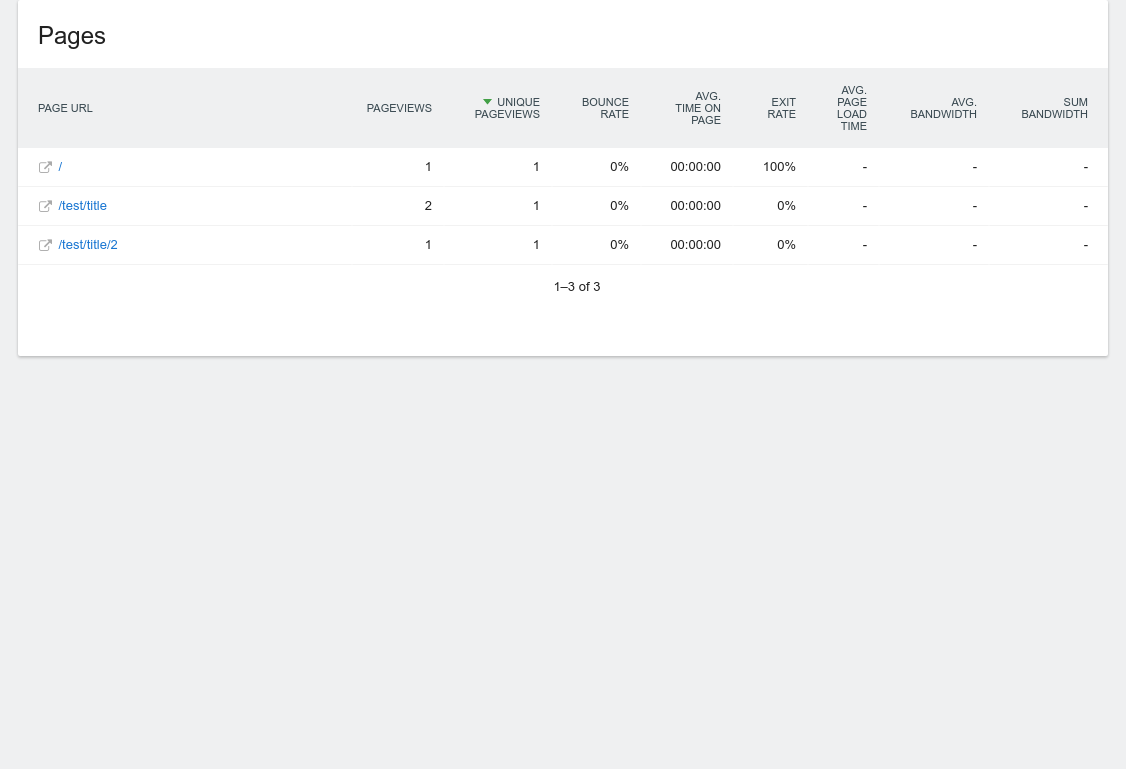 Pages
PAGE URL PAGEVIEWS UNIQUE PAGEVIEWS BOUNCE RATE AVG. TIME ON PAGE EXIT RATE AVG. PAGE LOAD TIME AVG. BANDWIDTH SUM BANDWIDTH
/ 1 1 0% 00:00:00 100% - - -
/test/title 2 1 0% 00:00:00 0% - - -
/test/title/2 1 1 0% 00:00:00 0% - - -
1–3 of 3